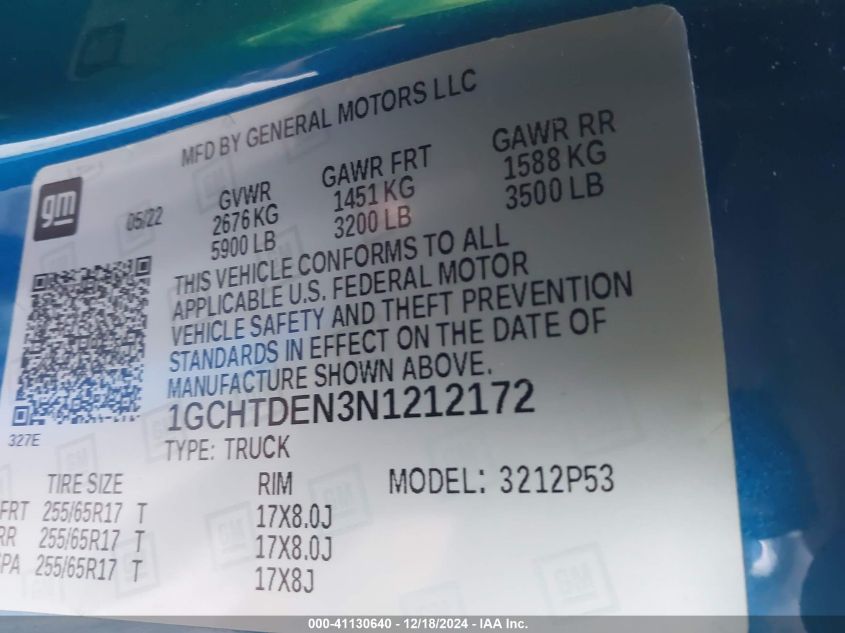 MFD BY GENERAL MOTORS LLC
gm
05/22
GVWR
2676 KG
5900 LB
GAWR FRT
1451 KG
3200 LB
GAWR RR
1588 KG
3500 LB
THIS VEHICLE CONFORMS TO ALL
APPLICABLE U.S. FEDERAL MOTOR
VEHICLE SAFETY AND THEFT PREVENTION
STANDARDS IN EFFECT ON THE DATE OF
MANUFACTURE SHOWN ABOVE.
1GCHTDEN3N1212172
327E
TYPE: TRUCK
MODEL: 3212P53
TIRE SIZE RIM
FRT 255/65R17 T 17X8.0J
RR 255/65R17 T 17X8.0J
SPA 255/65R17 T 17X8J
000-41130640 - 12/18/2024 - IAA Inc.